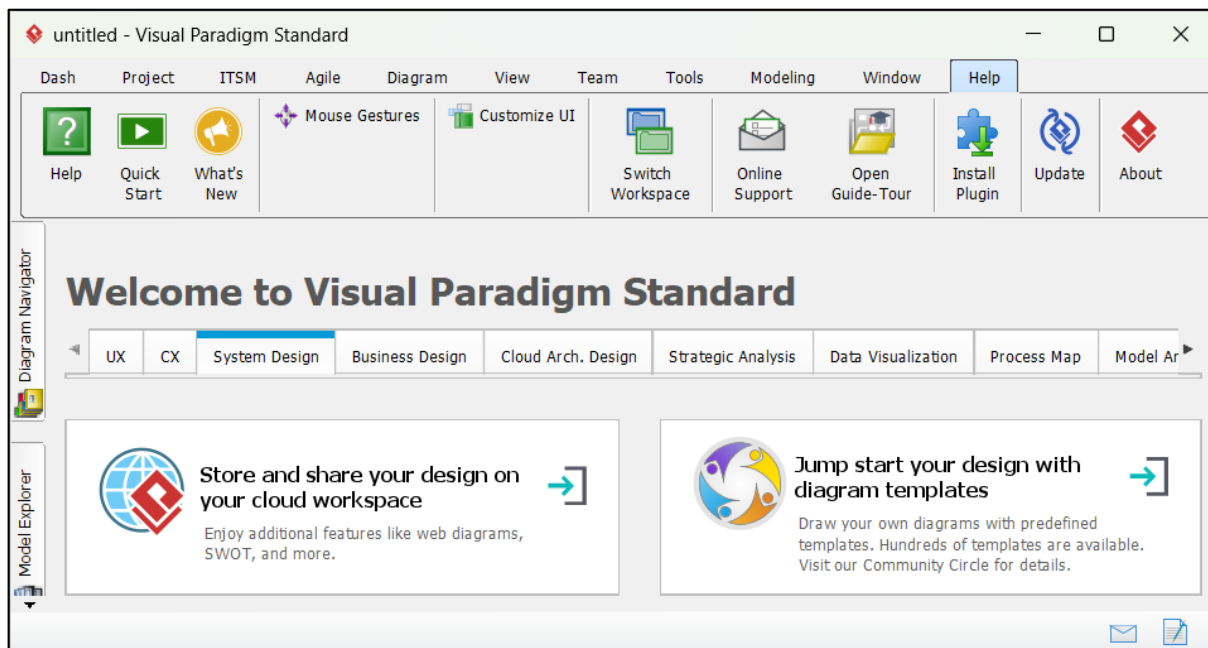 untitled - Visual Paradigm Standard
Dash Project ITSM Agile Diagram View Team Tools Modeling Window Help
Help
Quick
Start
What's
New
Mouse Gestures
Customize UI
Switch
Workspace
Online
Support
Open
Guide-Tour
Install
Plugin
Update
About
Diagram Navigator
Model Explorer
Welcome to Visual Paradigm Standard
UX CX System Design Business Design Cloud Arch. Design Strategic Analysis Data Visualization Process Map Model Ar
Store and share your design on
your cloud workspace
Enjoy additional features like web diagrams,
SWOT, and more.
Jump start your design with
diagram templates
Draw your own diagrams with predefined
templates. Hundreds of templates are available.
Visit our Community Circle for details.